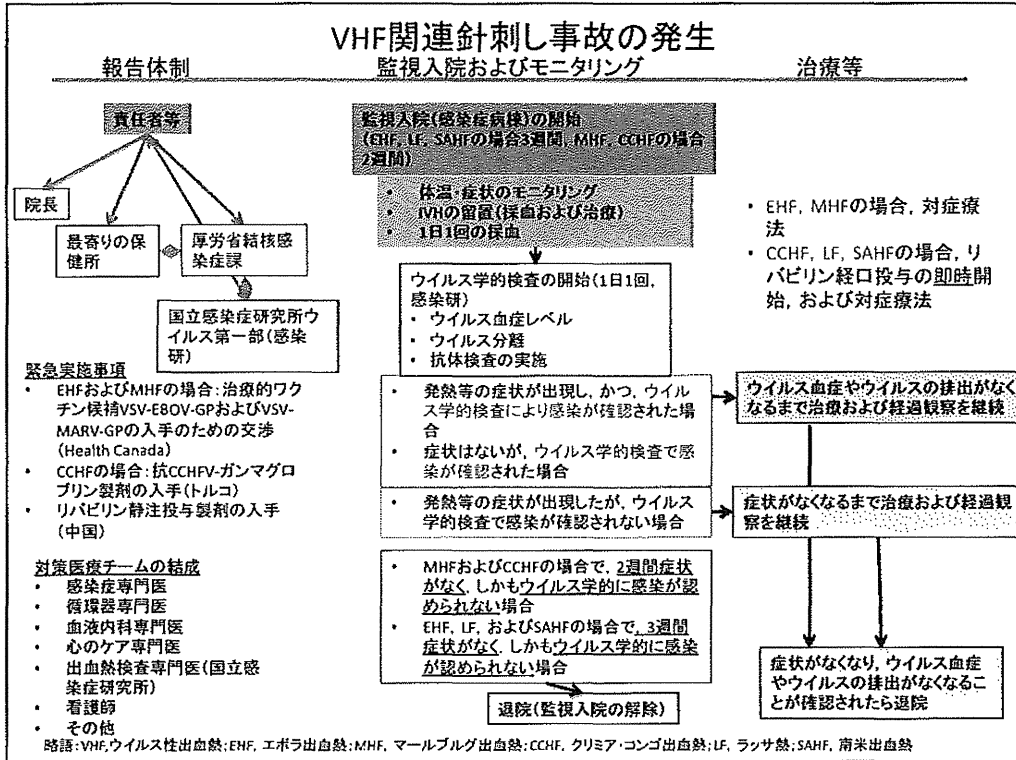 VHF関連針刺し事故の発生
報告体制
監視入院およびモニタリング
治療等
責任者等
院長
最寄りの保
健所
厚労省結核感
染症課
国立感染症研究所ウ
イルス第一部(感染
研)
緊急実施事項
• EHFおよびMHFの場合:治療的ワク
チン候補VSV-EBOV-GPおよびVSV-
MARV-GPの入手のための交渉
(Health Canada)
• CCHFの場合:抗CCHFV-ガンマグロ
ブリン製剤の入手(トルコ)
• リバビリン静注投与製剤の入手
(中国)
対策医療チームの結成
• 感染症専門医
• 循環器専門医
• 血液内科専門医
• 心のケア専門医
• 出血熱検査専門医(国立感
染症研究所)
• 看護師
• その他
監視入院(感染症病棟)の開始
(EHF, LF, SAHFの場合3週間, MHF, CCHFの場合
2週間)
• 体温・症状のモニタリング
• IVHの留置(採血および治療)
• 1日1回の採血
ウイルス学的検査の開始(1日1回,
感染研)
• ウイルス血症レベル
• ウイルス分離
• 抗体検査の実施
• 発熱等の症状が出現し, かつ, ウイル
ス学的検査により感染が確認された場
合
• 症状はないが, ウイルス学的検査で感
染が確認された場合
• 発熱等の症状が出現したが, ウイルス
学的検査で感染が確認されない場合
• MHFおよびCCHFの場合で, 2週間症状
がなく, しかもウイルス学的に感染が認
められない場合
• EHF, LF, およびSAHFの場合で, 3週間
症状がなく, しかもウイルス学的に感染
が認められない場合
退院(監視入院の解除)
• EHF, MHFの場合, 対症療
法
• CCHF, LF, SAHFの場合, リ
バビリン経口投与の即時開
始, および対症療法
ウイルス血症やウイルスの排出がなく
なるまで治療および経過観察を継続
症状がなくなるまで治療および経過観
察を継続
症状がなくなり, ウイルス血症
やウイルスの排出がなくなるこ
とが確認されたら退院
略語:VHF,ウイルス性出血熱;EHF, エボラ出血熱;MHF, マールブルグ出血熱;CCHF, クリミア・コンゴ出血熱;LF, ラッサ熱;SAHF, 南米出血熱